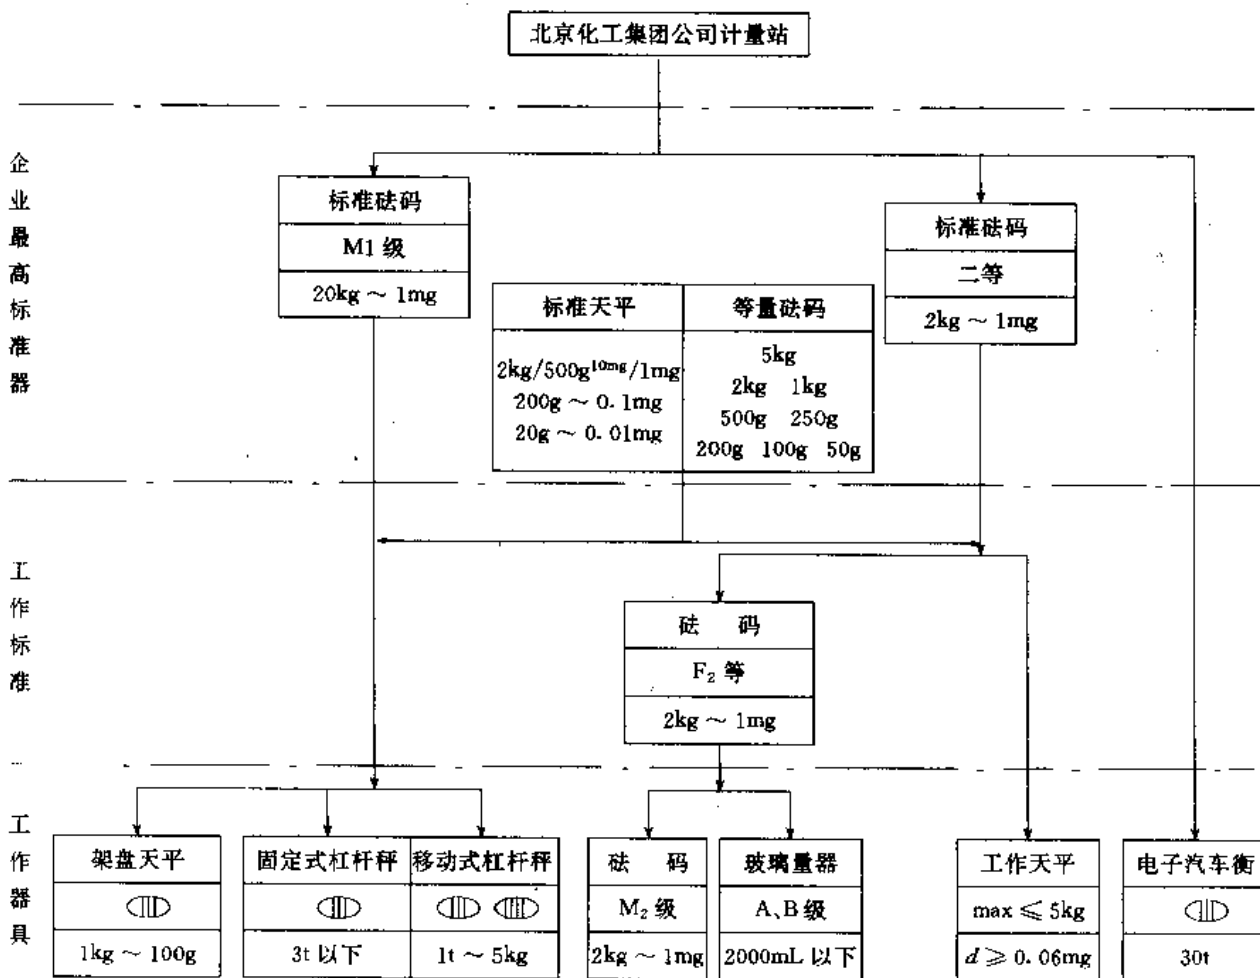 北京化工集团公司计量站
企业最高标准器
标准砝码
M1 级
20kg ~ 1mg
标准天平
2kg/500g10mg/1mg
200g ~ 0.1mg
20g ~ 0.01mg
等量砝码
5kg
2kg 1kg
500g 250g
200g 100g 50g
标准砝码
二等
2kg ~ 1mg
工作标准
砝 码
F₂ 等
2kg ~ 1mg
工作器具
架盘天平
1kg ~ 100g
固定式杠杆秤
3t 以下
移动式杠杆秤
1t ~ 5kg
砝 码
M₂ 级
2kg ~ 1mg
玻璃量器
A、B 级
2000mL 以下
工作天平
max ⩽ 5kg
d ⩾ 0.06mg
电子汽车衡
30t